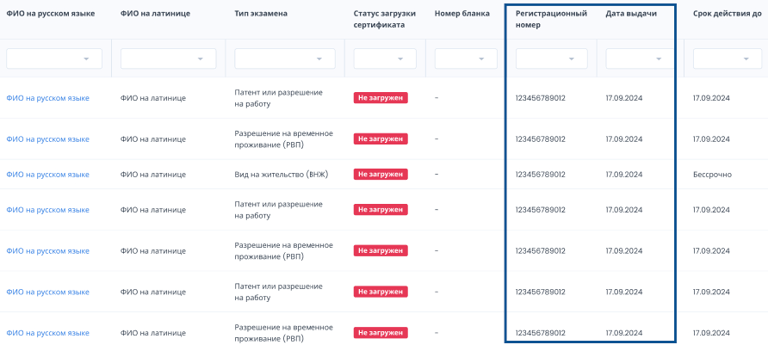 ФИО на русском языке ФИО на латинице Тип экзамена Статус загрузки сертификата Номер бланка Регистрационный номер Дата выдачи Срок действия до
ФИО на русском языке ФИО на латинице Патент или разрешение на работу Не загружен - 123456789012 17.09.2024 17.09.2024
ФИО на русском языке ФИО на латинице Разрешение на временное проживание (РВП) Не загружен - 123456789012 17.09.2024 17.09.2024
ФИО на русском языке ФИО на латинице Вид на жительство (ВНЖ) Не загружен - 123456789012 17.09.2024 Бессрочно
ФИО на русском языке ФИО на латинице Патент или разрешение на работу Не загружен - 123456789012 17.09.2024 17.09.2024
ФИО на русском языке ФИО на латинице Разрешение на временное проживание (РВП) Не загружен - 123456789012 17.09.2024 17.09.2024
ФИО на русском языке ФИО на латинице Патент или разрешение на работу Не загружен - 123456789012 17.09.2024 17.09.2024
ФИО на русском языке ФИО на латинице Разрешение на временное проживание (РВП) Не загружен - 123456789012 17.09.2024 17.09.2024